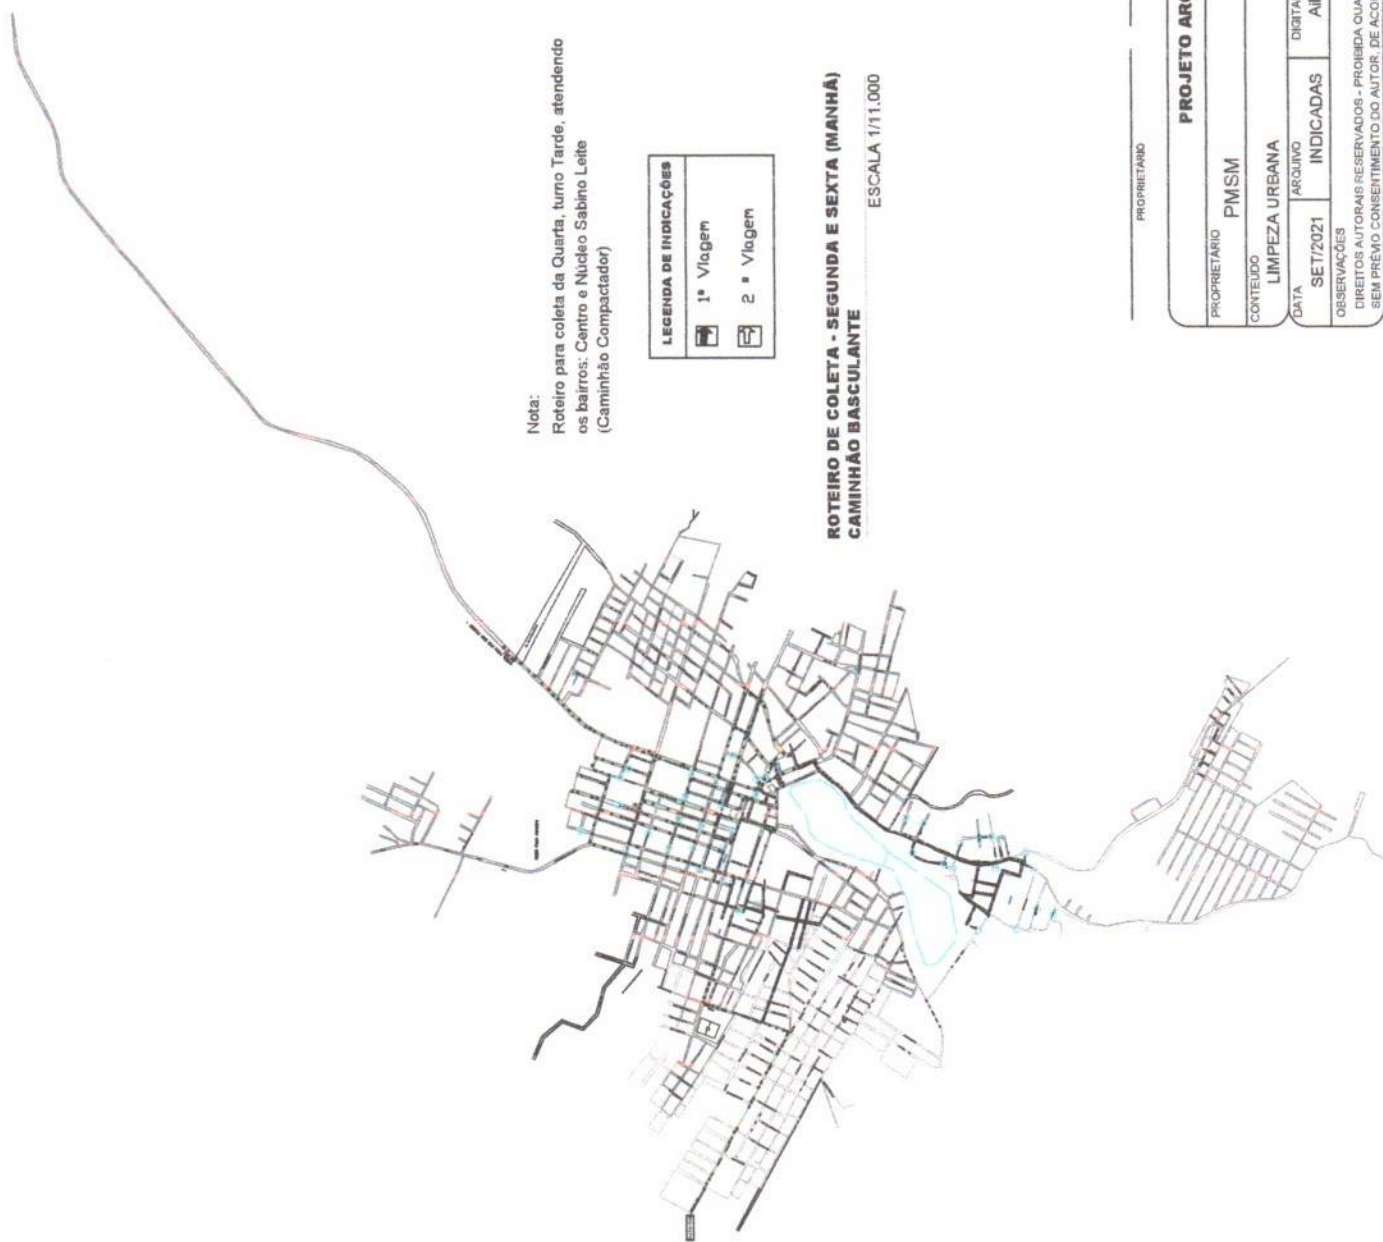 Nota:
Roteiro para coleta da Quarta, turno Tarde, atendendo
os bairros: Centro e Núcleo Sabino Leite
(Caminhão Compactador)
LEGENDA DE INDICAÇÕES
1ª Viagem
2ª Viagem
ROTEIRO DE COLETA - SEGUNDA E SEXTA (MANHÃ)
CAMINHÃO BASCULANTE
ESCALA 1/11.000
PROPRIETÁRIO
PROJETO ARQ
PROPRIETÁRIO
PMSM
CONTEÚDO
LIMPEZA URBANA
DATA
SET/2021
ARQUIVO
INDICADAS
DIGITA
OBSERVAÇÕES
DIREITOS AUTORAIS RESERVADOS - PROIBIDA QUA
SEM PRÉVIO CONSENTIMENTO DO AUTOR, DE ACO